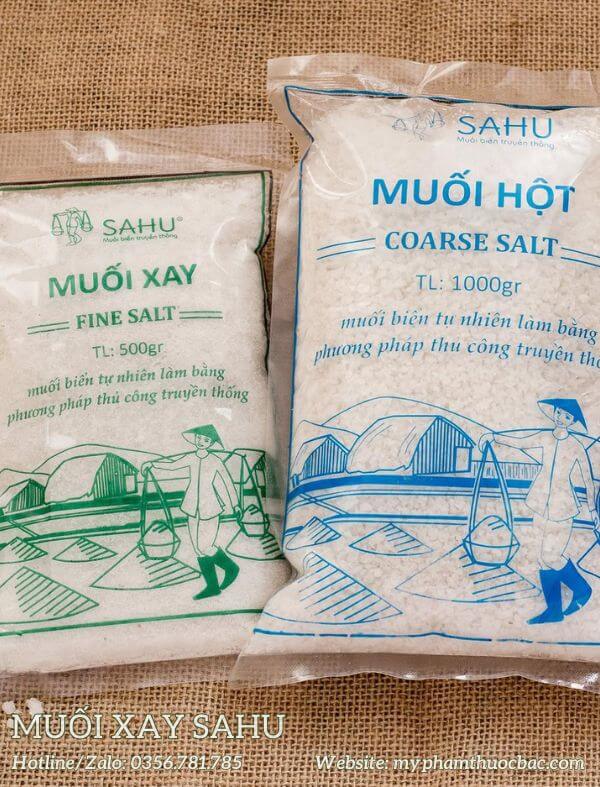 SAHU®
Muối biển truyền thống
MUỐI XAY
FINE SALT
TL: 500gr
muối biển tự nhiên làm bằng
phương pháp thủ công truyền thống
SAHU
Muối biển truyền thống
MUỐI HỘT
COARSE SALT
TL: 1000gr
muối biển tự nhiên làm bằng
phương pháp thủ công truyền
MUỐI XAY SAHU
Hotline/Zalo: 0356.781.785
Website: myphamthuocbac.com